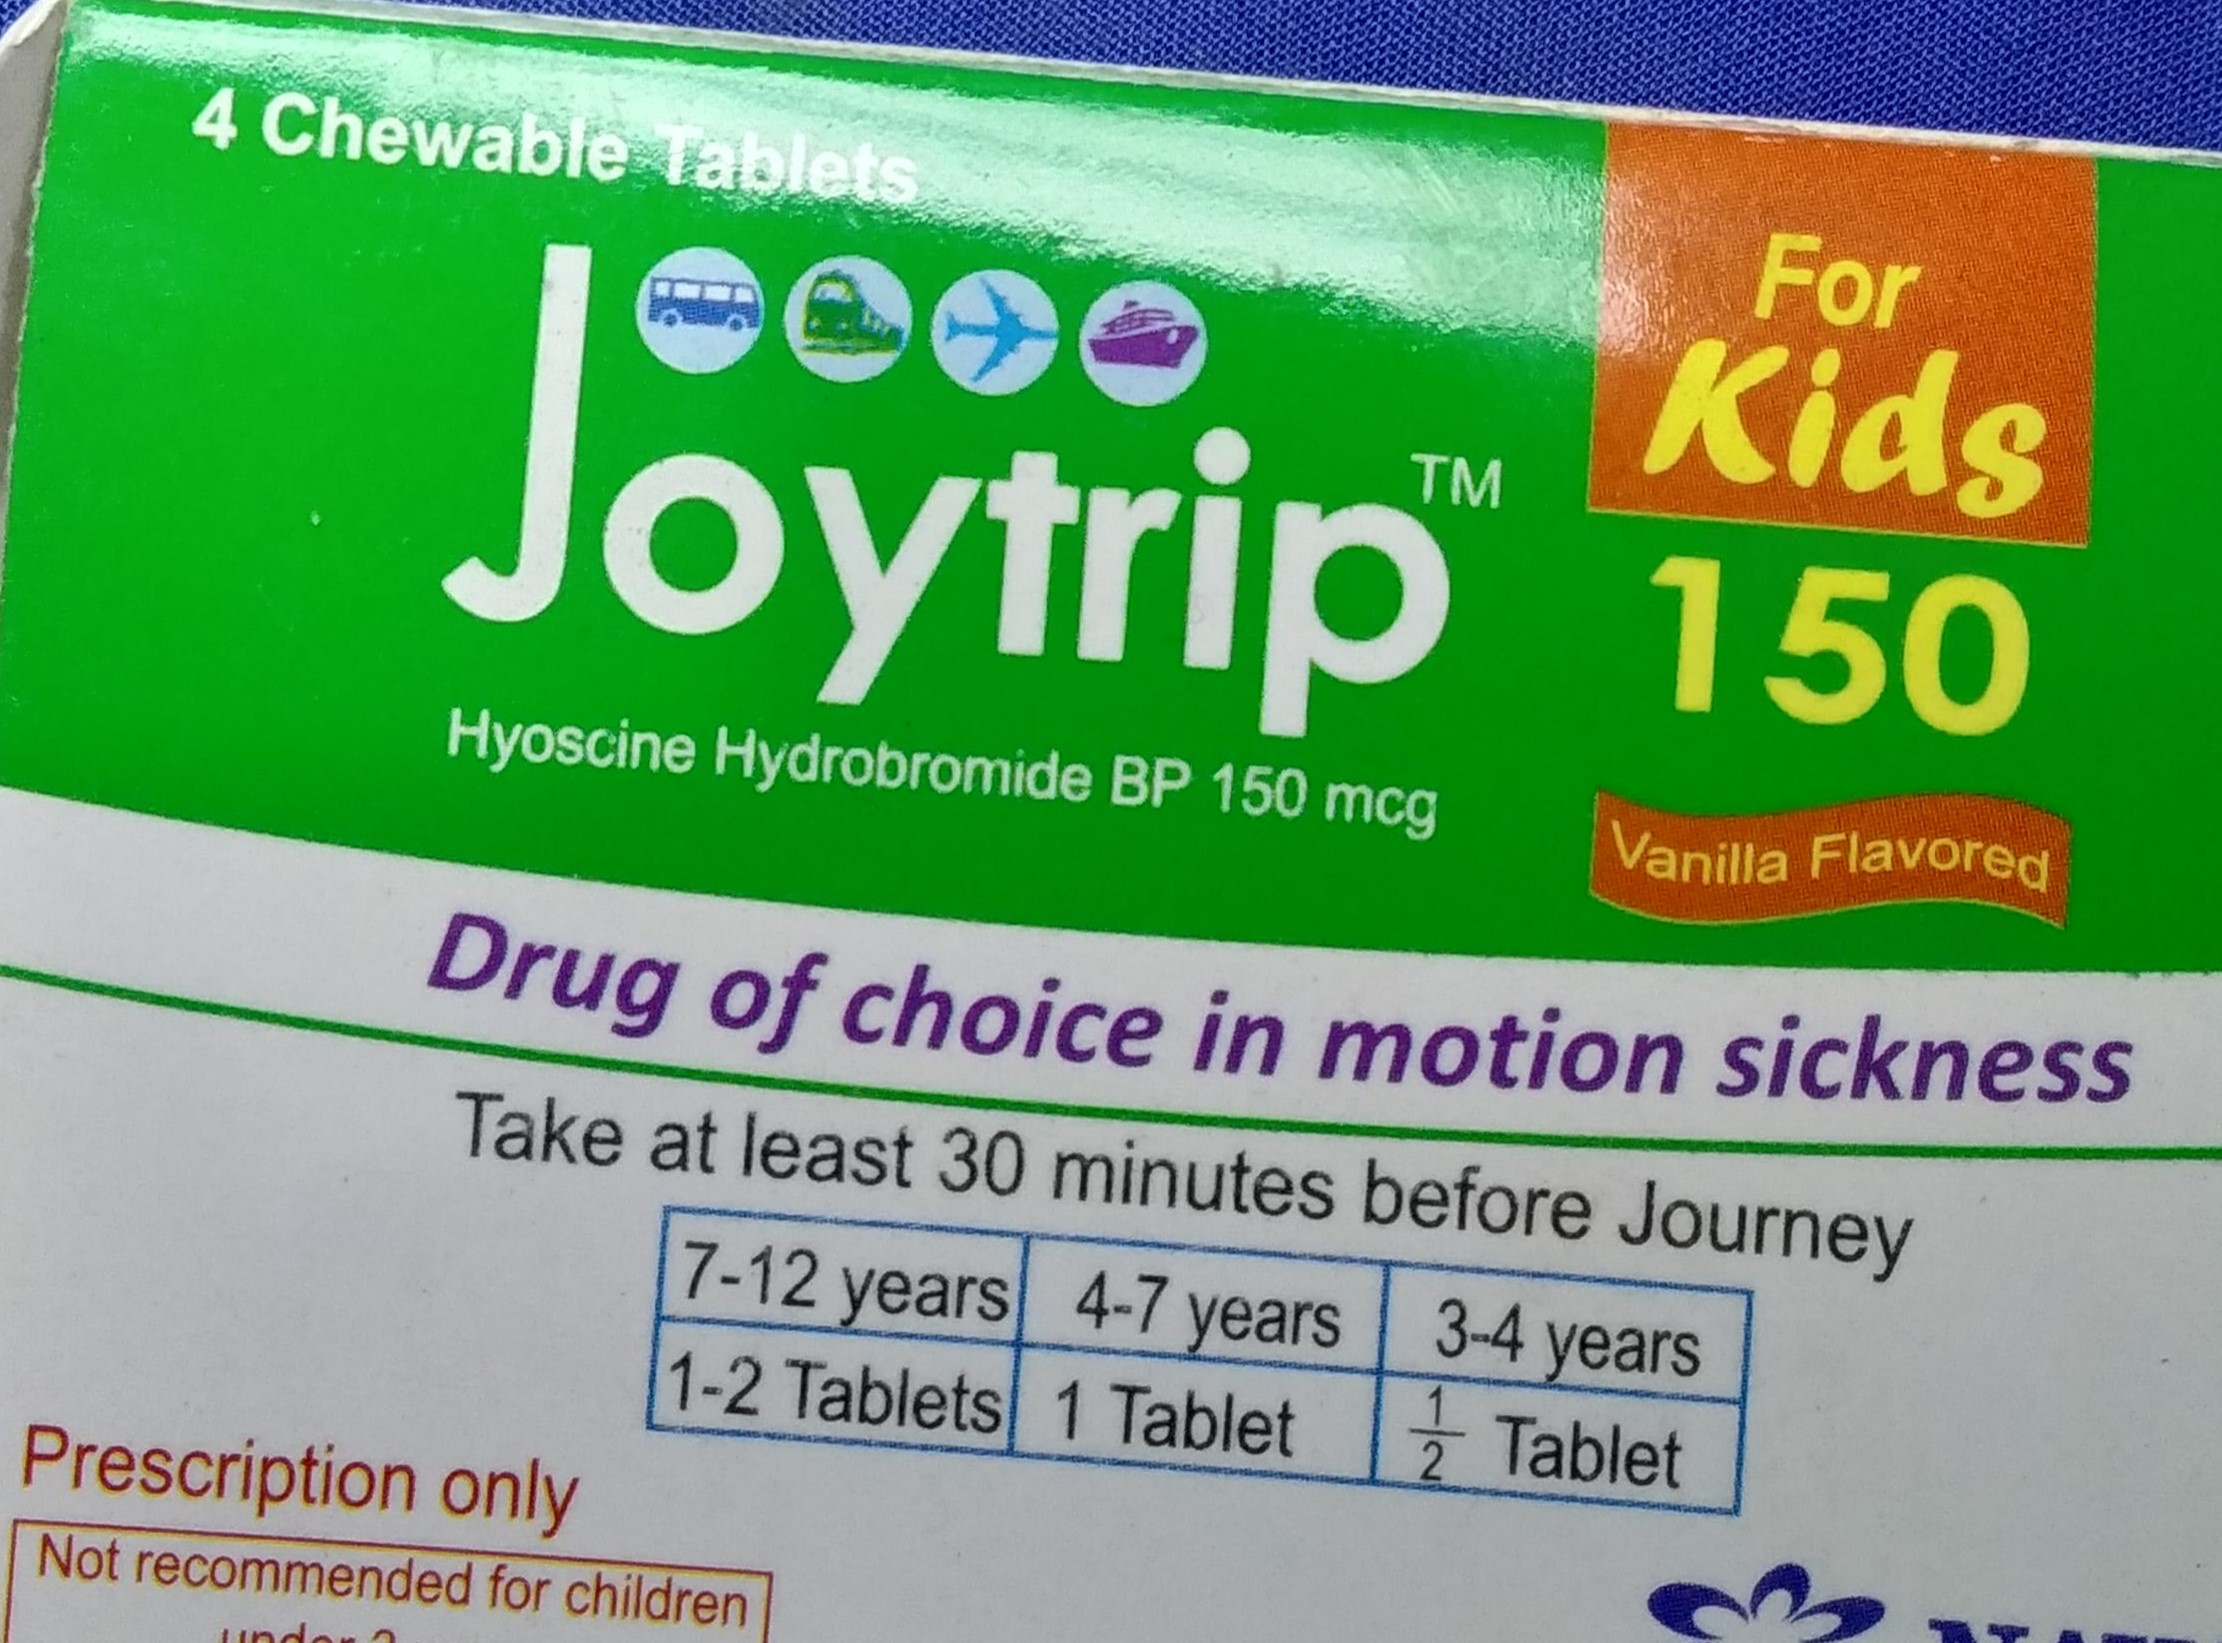 4 Chewable Tablets
Joytrip™
For
Kids
150
Hyoscine Hydrobromide BP 150 mcg
Vanilla Flavored
Drug of choice in motion sickness
Take at least 30 minutes before Journey
7-12 years 4-7 years 3-4 years
1-2 Tablets 1 Tablet ½ Tablet
Prescription only
Not recommended for children
under